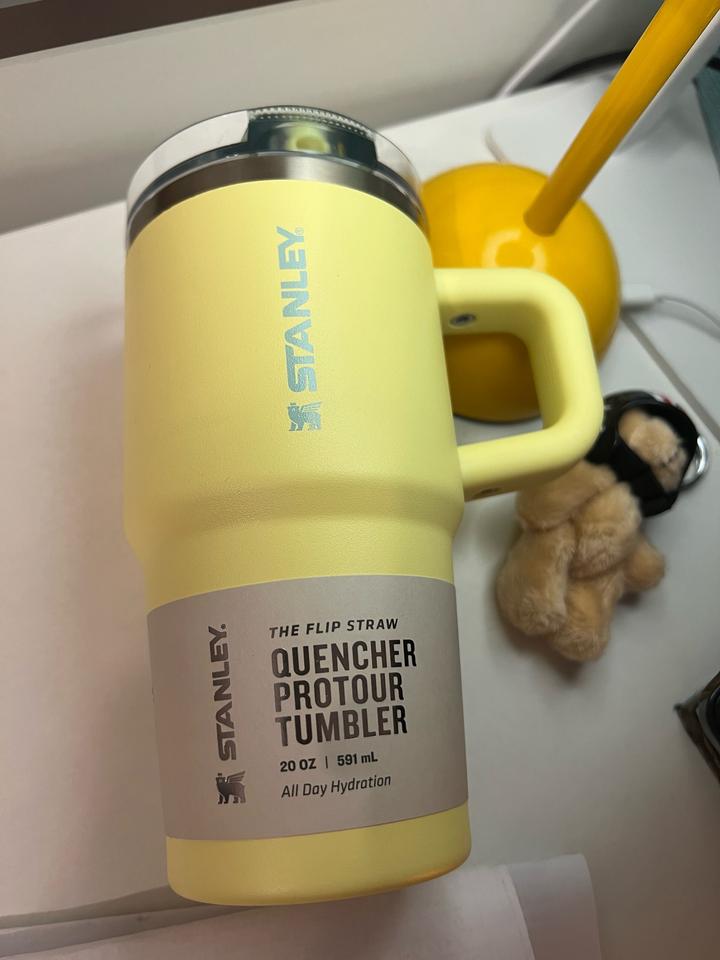 STANLEY®
STANLEY.
THE FLIP STRAW
QUENCHER
PROTOUR
TUMBLER
20 OZ | 591 mL
All Day Hydration